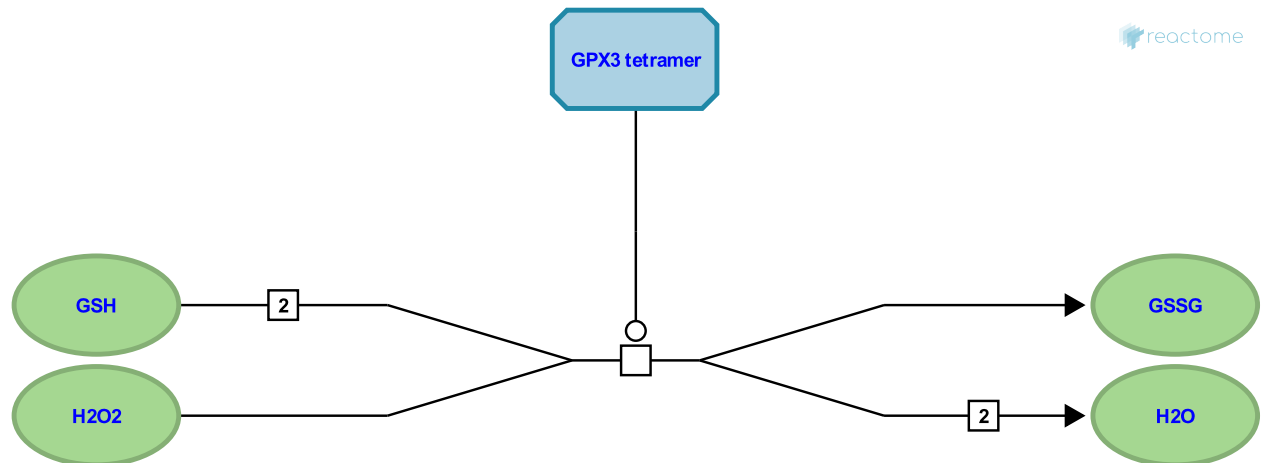 GPX3 tetramer
reactome
GSH
2
GSSG
H2O2
2
H2O